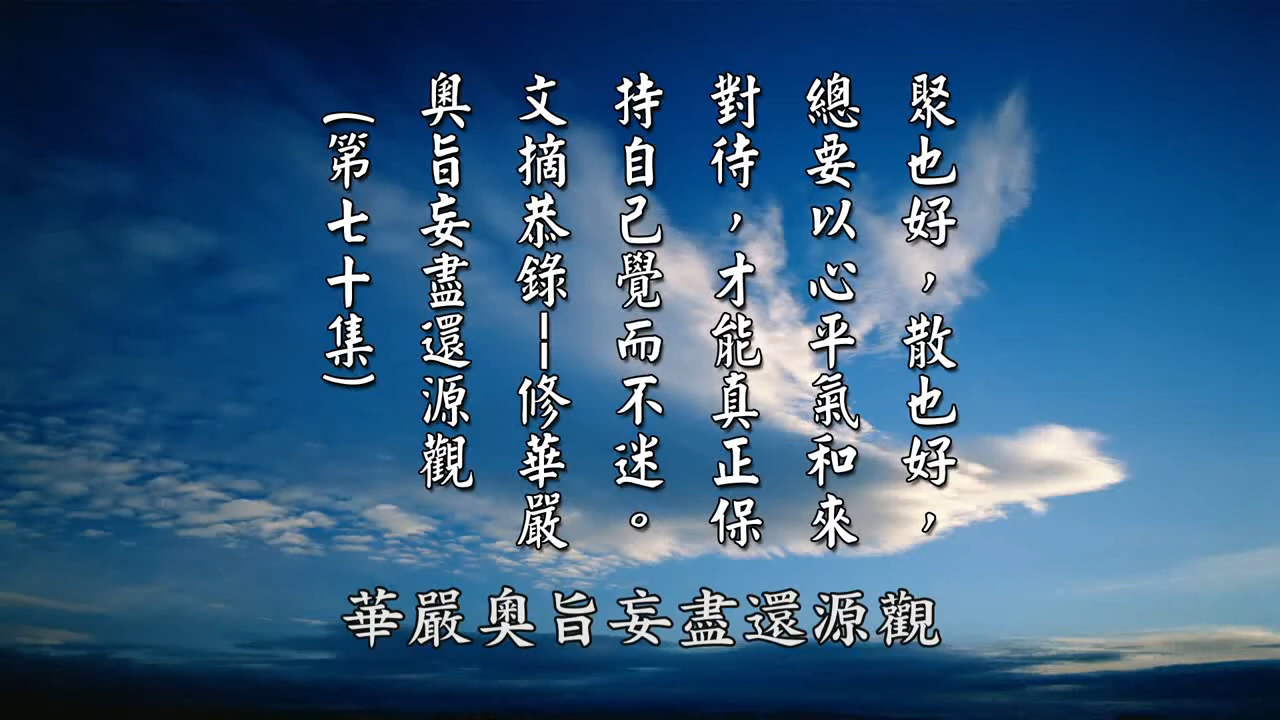 聚也好，散也好，
總要以心平氣和來
對待，才能真正保
持自己覺而不迷。
文摘恭錄--修華嚴
奧旨妄盡還源觀
(第七十集)
華嚴奧旨妄盡還源觀